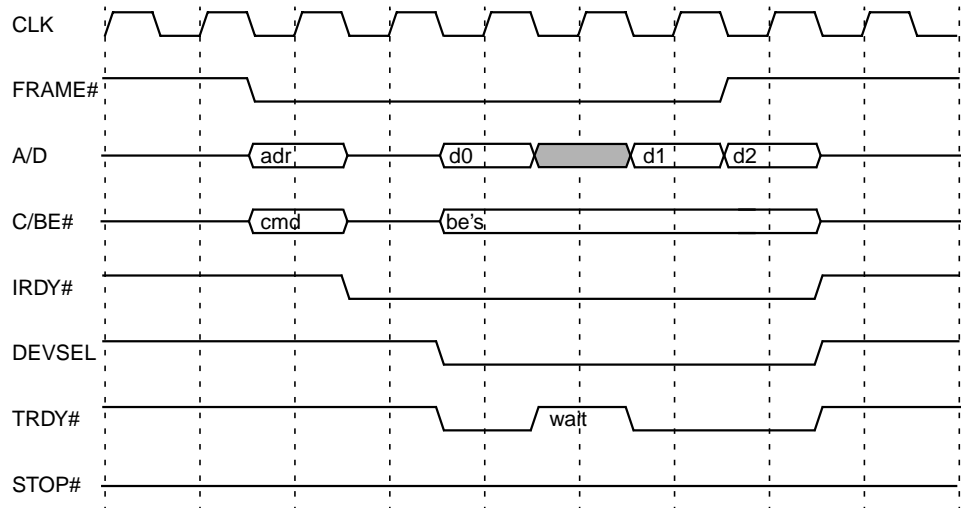 CLK
FRAME#
A/D adr d0 d1 d2
C/BE# cmd be's
IRDY#
DEVSEL
TRDY# wait
STOP#